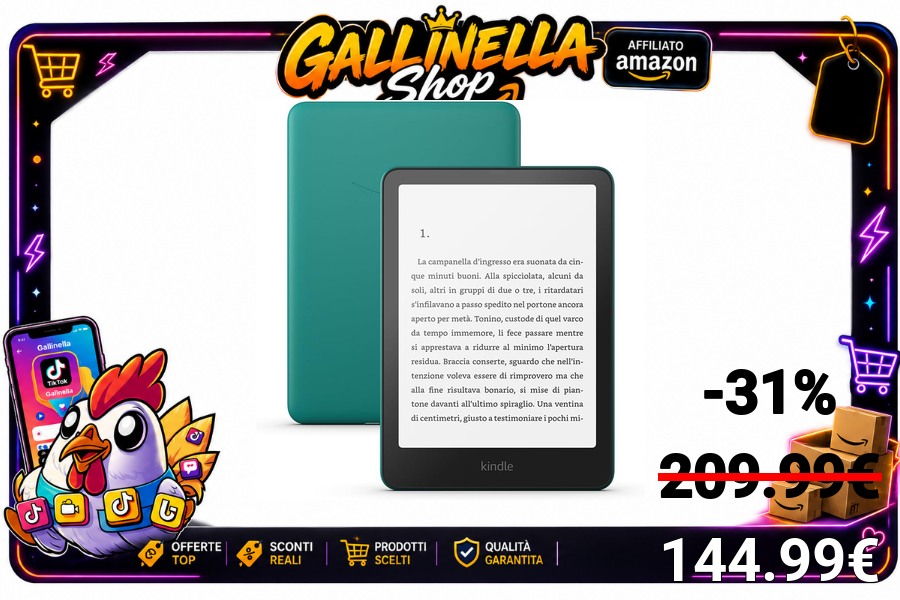 GALLINELLA
Shop
AFFILIATO
amazon
1.
La campanella d'ingresso era suonata da cin-
que minuti buoni. Alla spicciolata, alcuni da
soli, altri in gruppi di due o tre, i ritardatari
s'infilavano a passo spedito nel portone ancora
aperto per metà. Tonino, custode di quel varco
da tempo immemore, li fece passare mentre
si apprestava a ridurre al minimo l'apertura
residua. Braccia conserte, sguardo che nell'in-
tenzione voleva essere di rimprovero ma che
alla fine risultava bonario, si mise di pian-
tone davanti all'ultimo spiraglio. Una ventina
di centimetri, giusto a testimoniare i pochi mi-
kindle
Gallinella
TikTok
Gallinella
-31%
209.99€
144.99€
OFFERTE
TOP
SCONTI
REALI
PRODOTTI
SCELTI
QUALITÀ
GARANTITA